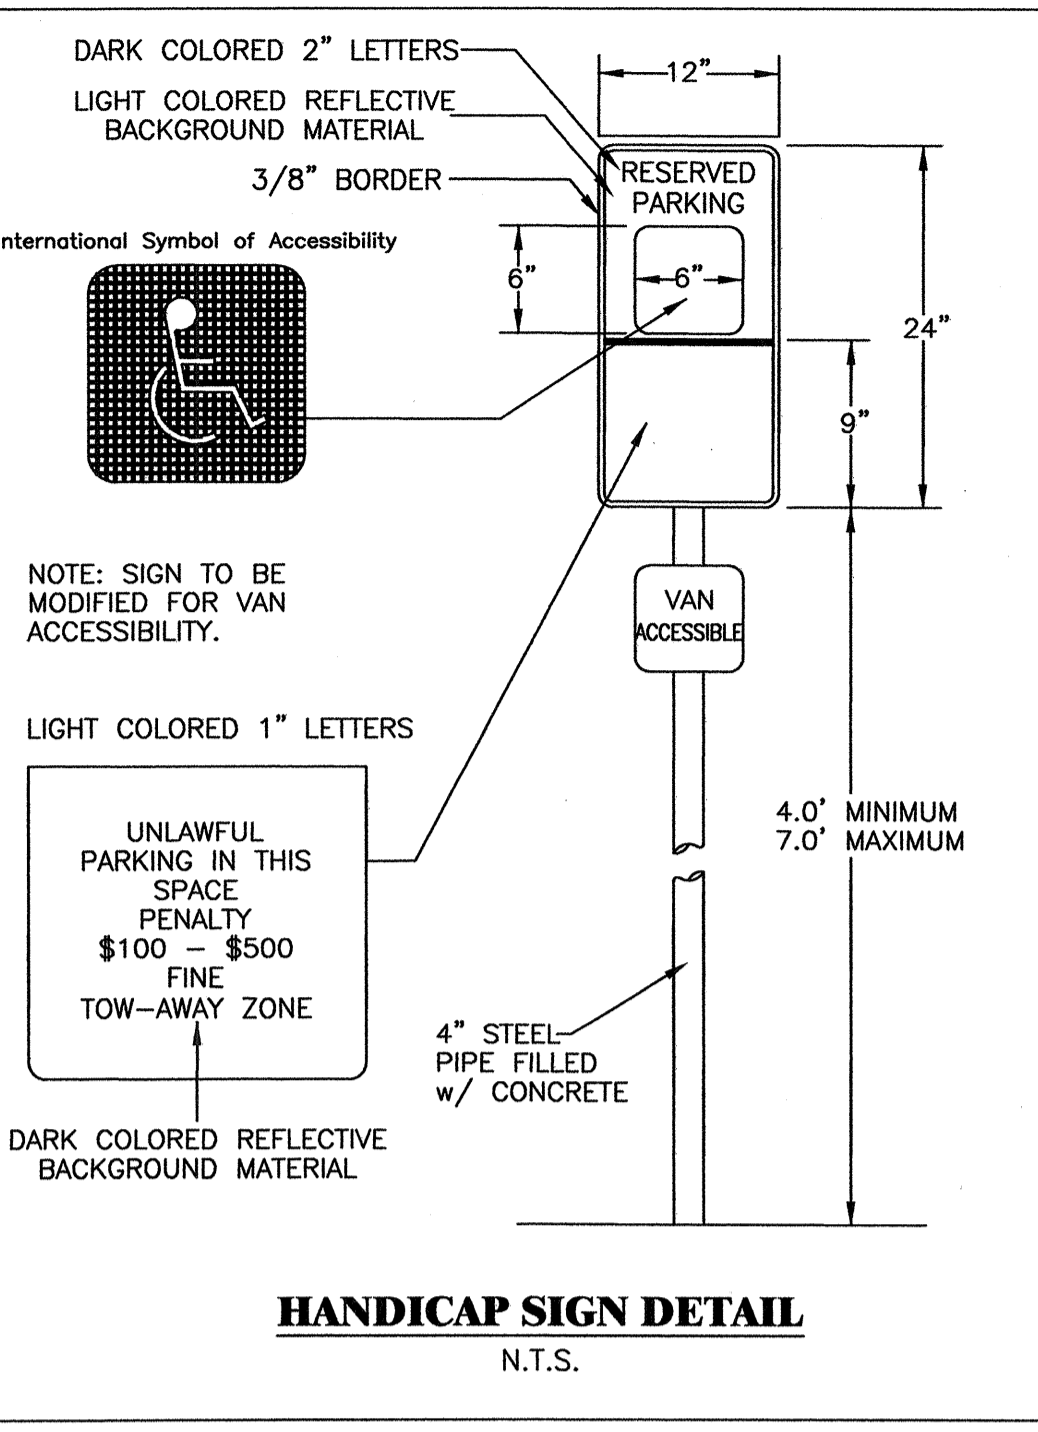 DARK COLORED 2" LETTERS
LIGHT COLORED REFLECTIVE
BACKGROUND MATERIAL
3/8" BORDER
nternational Symbol of Accessibility
12"
RESERVED
PARKING
6"
6"
24"
9"
NOTE: SIGN TO BE
MODIFIED FOR VAN
ACCESSIBILITY.
VAN
ACCESSIBLE
LIGHT COLORED 1" LETTERS
UNLAWFUL
PARKING IN THIS
SPACE
PENALTY
$100 – $500
FINE
TOW–AWAY ZONE
DARK COLORED REFLECTIVE
BACKGROUND MATERIAL
4.0' MINIMUM
7.0' MAXIMUM
4" STEEL
PIPE FILLED
w/ CONCRETE
HANDICAP SIGN DETAIL
N.T.S.